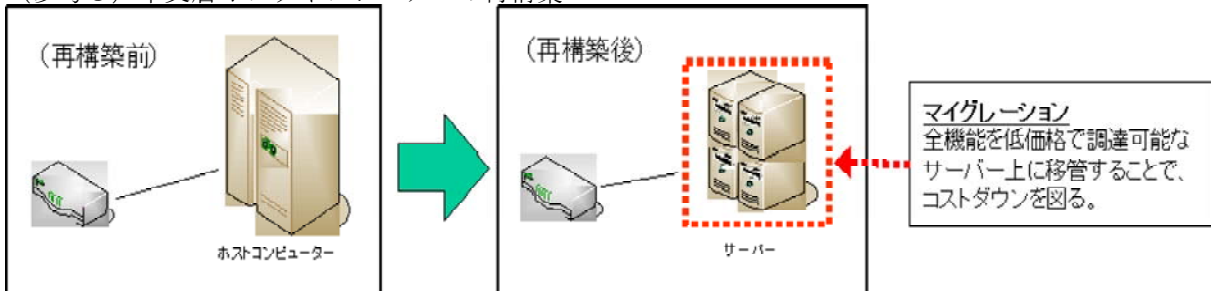 （再構築前）
ホストコンピューター
（再構築後）
サーバー
マイグレーション
全機能を低価格で調達可能な
サーバー上に移管することで、
コストダウンを図る。